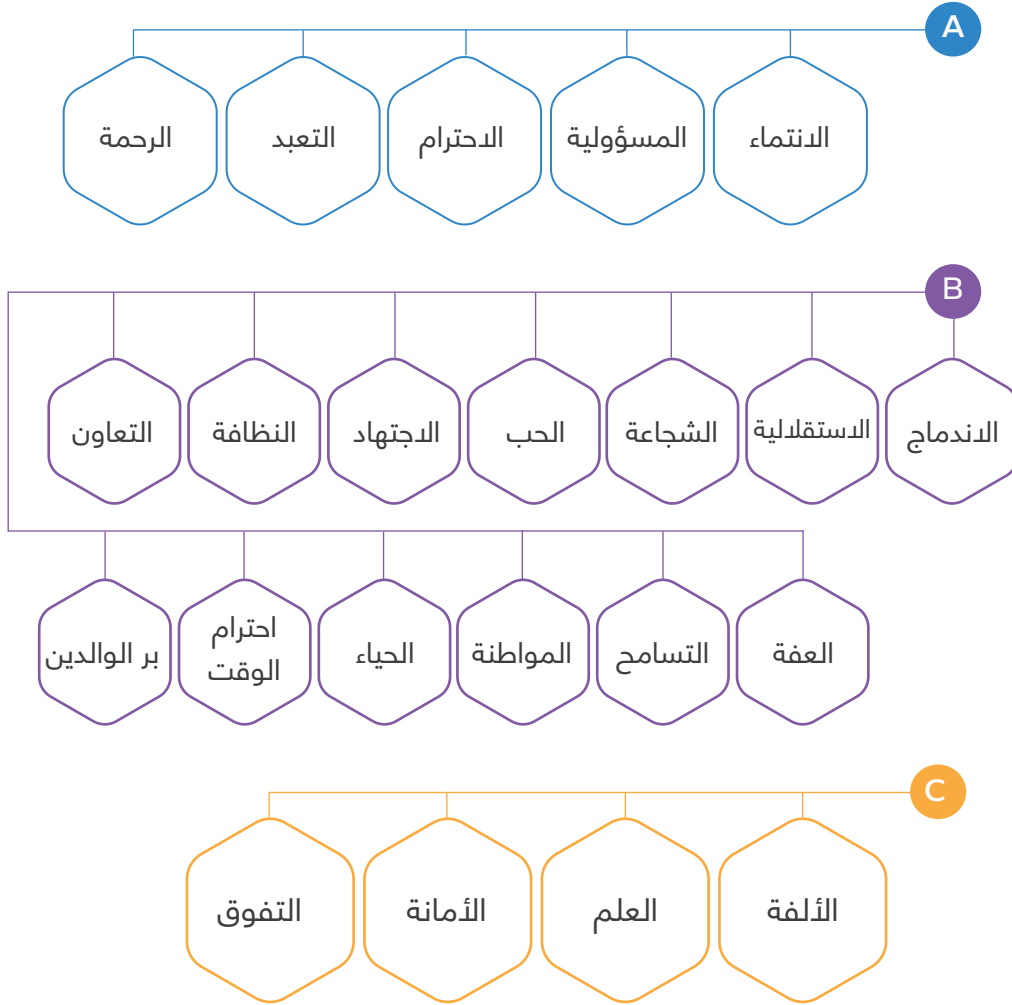 A
الانتماء
المسؤولية
الاحترام
التعبد
الرحمة
B
الاندماج
الاستقلالية
الشجاعة
الحب
الاجتهاد
النظافة
التعاون
العفة
التسامح
المواطنة
الحياء
احترام
الوقت
بر الوالدين
C
الألفة
العلم
الأمانة
التفوق